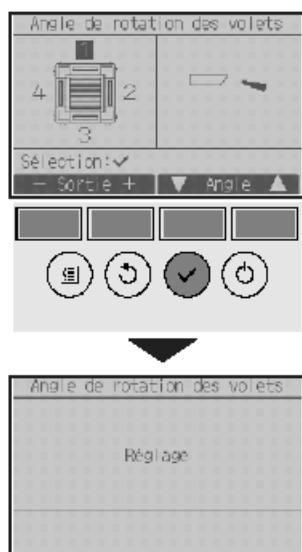 Angle de rotation des volets
1
4 2
3
Sélection:✓
− Sortie + ▼ Angle ▲
Angle de rotation des volets
Réglage